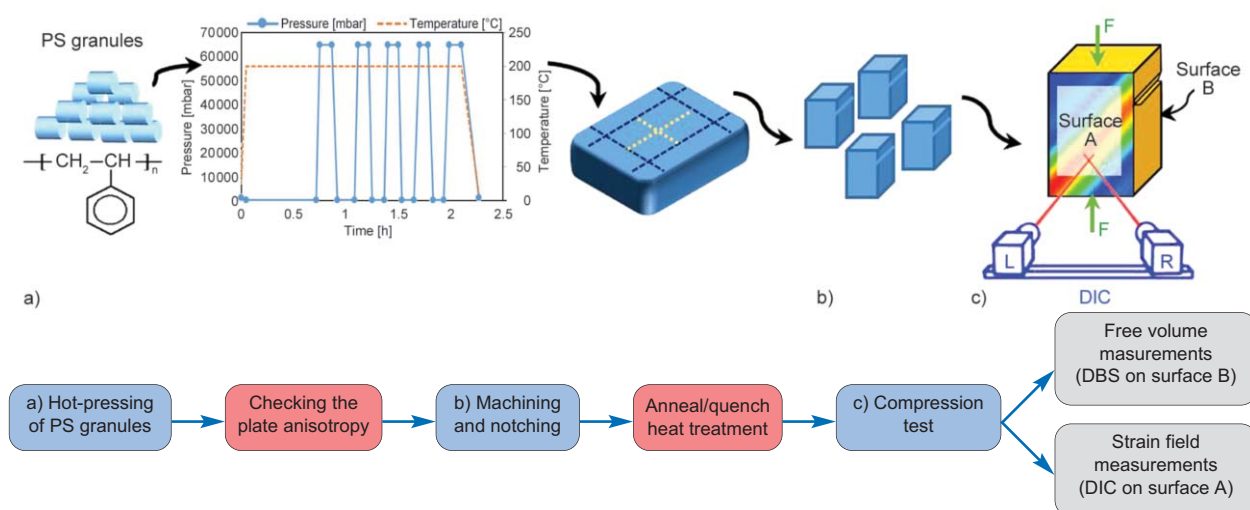 PS granules
CH₂
CH
n
Pressure [mbar]
Temperature [°C]
Pressure [mbar]
70000
60000
50000
40000
30000
20000
10000
0
0
0.5
1
1.5
2
2.5
Time [h]
250
200
150
100
50
0
Temperature [°C]
F
Surface
B
Surface
A
F
L
R
DIC
a)
b)
c)
a) Hot-pressing
of PS granules
Checking the
plate anisotropy
b) Machining
and notching
Anneal/quench
heat treatment
c) Compression
test
Free volume
masurements
(DBS on surface B)
Strain field
measurements
(DIC on surface A)